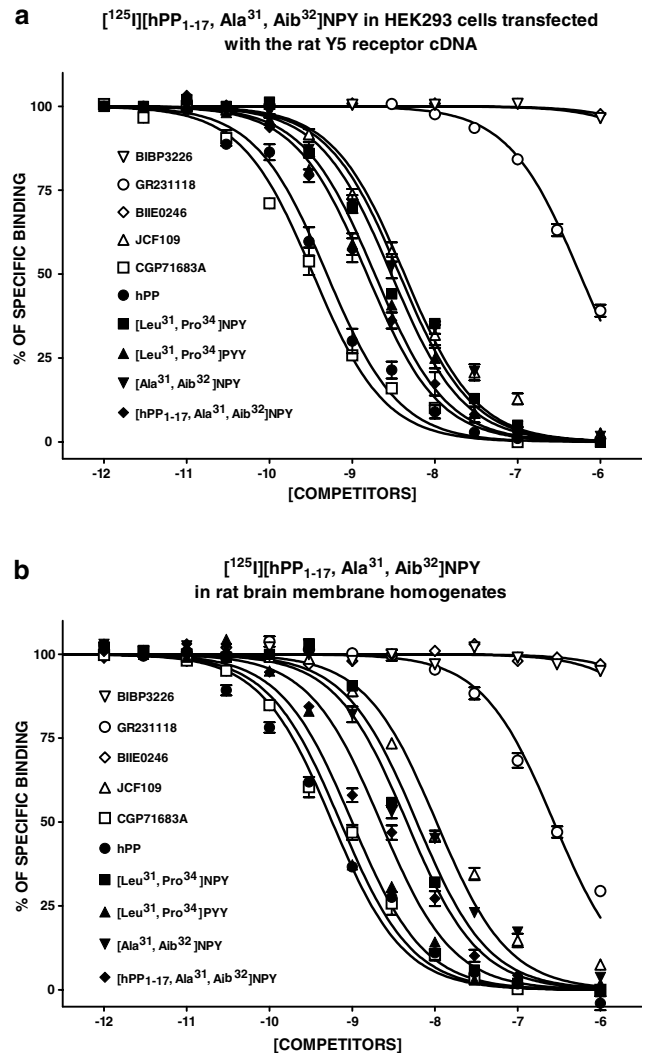 a
[¹²⁵I][hPP₁₋₁₇, Ala³¹, Aib³²]NPY in HEK293 cells transfected
with the rat Y5 receptor cDNA
% OF SPECIFIC BINDING
100
75
50
25
0
▽ BIBP3226
○ GR231118
◇ BIIE0246
△ JCF109
□ CGP71683A
● hPP
■ [Leu³¹, Pro³⁴]NPY
▲ [Leu³¹, Pro³⁴]PYY
▼ [Ala³¹, Aib³²]NPY
◆ [hPP₁₋₁₇, Ala³¹, Aib³²]NPY
-12 -11 -10 -9 -8 -7 -6
[COMPETITORS]
b
[¹²⁵I][hPP₁₋₁₇, Ala³¹, Aib³²]NPY
in rat brain membrane homogenates
% OF SPECIFIC BINDING
100
75
50
25
0
▽ BIBP3226
○ GR231118
◇ BIIE0246
△ JCF109
□ CGP71683A
● hPP
■ [Leu³¹, Pro³⁴]NPY
▲ [Leu³¹, Pro³⁴]PYY
▼ [Ala³¹, Aib³²]NPY
◆ [hPP₁₋₁₇, Ala³¹, Aib³²]NPY
-12 -11 -10 -9 -8 -7 -6
[COMPETITORS]